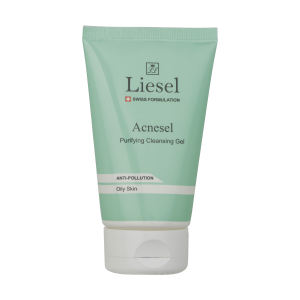 Liesel
SWISS FORMULATION
Acnesel
Purifying Cleansing Gel
ANTI-POLLUTION
Oily Skin